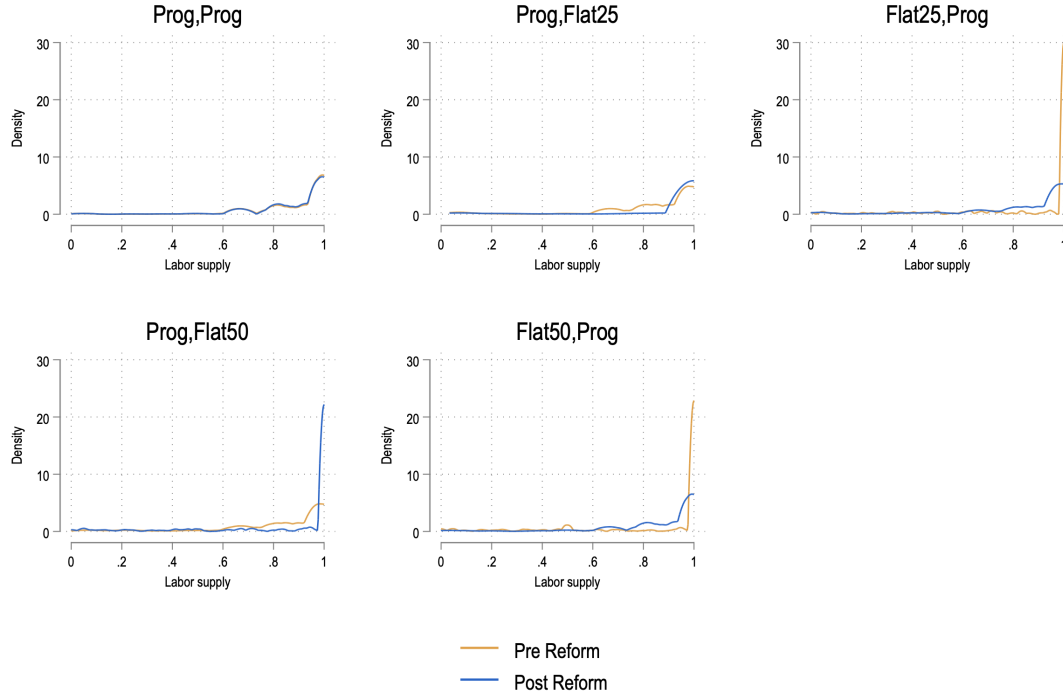 Prog,Prog
30
20
10
0
Density
0 .2 .4 .6 .8 1
Labor supply
Prog,Flat25
30
20
10
0
Density
0 .2 .4 .6 .8 1
Labor supply
Flat25,Prog
30
20
10
0
Density
0 .2 .4 .6 .8 1
Labor supply
Prog,Flat50
30
20
10
0
Density
0 .2 .4 .6 .8 1
Labor supply
Flat50,Prog
30
20
10
0
Density
0 .2 .4 .6 .8 1
Labor supply
Pre Reform
Post Reform